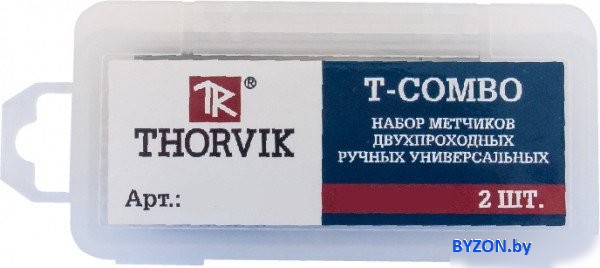 TR®
THORVIK
Арт.:
T-COMBO
НАБОР МЕТЧИКОВ
ДВУХПРОХОДНЫХ
РУЧНЫХ УНИВЕРСАЛЬНЫХ
2 ШТ.
BYZON.by